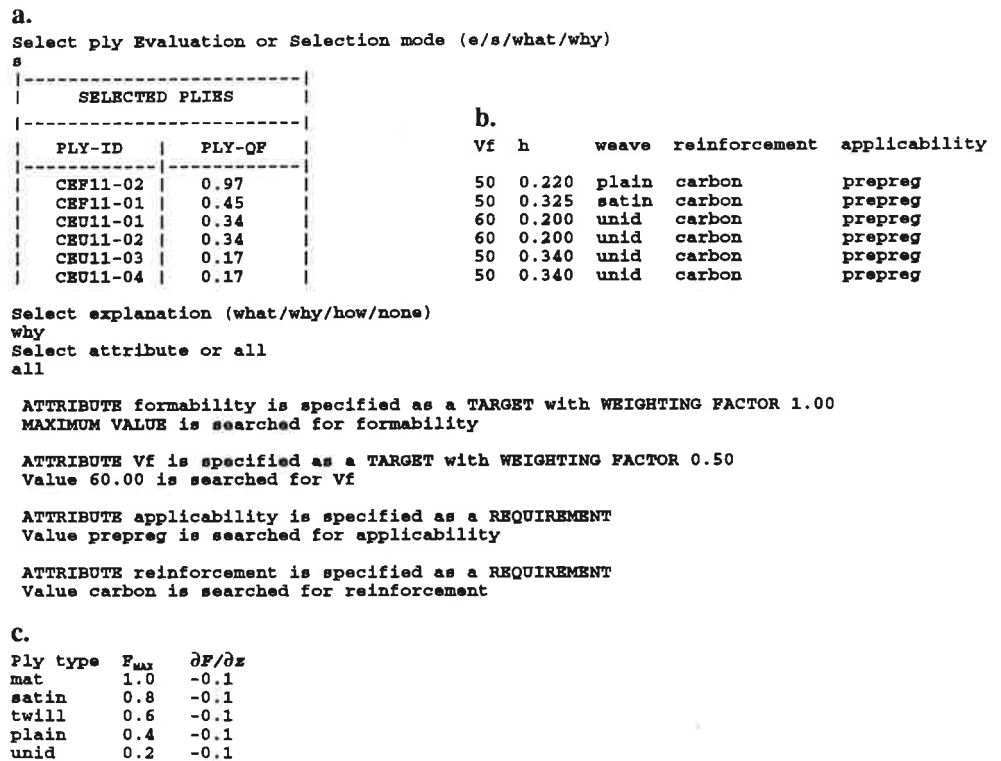 a.
Select ply Evaluation or Selection mode (e/s/what/why)
s
|---------------------------|
| SELECTED PLIES |
|---------------------------|
| PLY-ID | PLY-QF |
|-------------|-------------|
| CEF11-02 | 0.97 |
| CEF11-01 | 0.45 |
| CEU11-01 | 0.34 |
| CEU11-02 | 0.34 |
| CEU11-03 | 0.17 |
| CEU11-04 | 0.17 |
b.
Vf h weave reinforcement applicability
50 0.220 plain carbon prepreg
50 0.325 satin carbon prepreg
60 0.200 unid carbon prepreg
60 0.200 unid carbon prepreg
50 0.340 unid carbon prepreg
50 0.340 unid carbon prepreg
Select explanation (what/why/how/none)
why
Select attribute or all
all
ATTRIBUTE formability is specified as a TARGET with WEIGHTING FACTOR 1.00
MAXIMUM VALUE is searched for formability
ATTRIBUTE Vf is specified as a TARGET with WEIGHTING FACTOR 0.50
Value 60.00 is searched for Vf
ATTRIBUTE applicability is specified as a REQUIREMENT
Value prepreg is searched for applicability
ATTRIBUTE reinforcement is specified as a REQUIREMENT
Value carbon is searched for reinforcement
c.
Ply type F_MAX ∂F/∂z
mat 1.0 -0.1
satin 0.8 -0.1
twill 0.6 -0.1
plain 0.4 -0.1
unid 0.2 -0.1